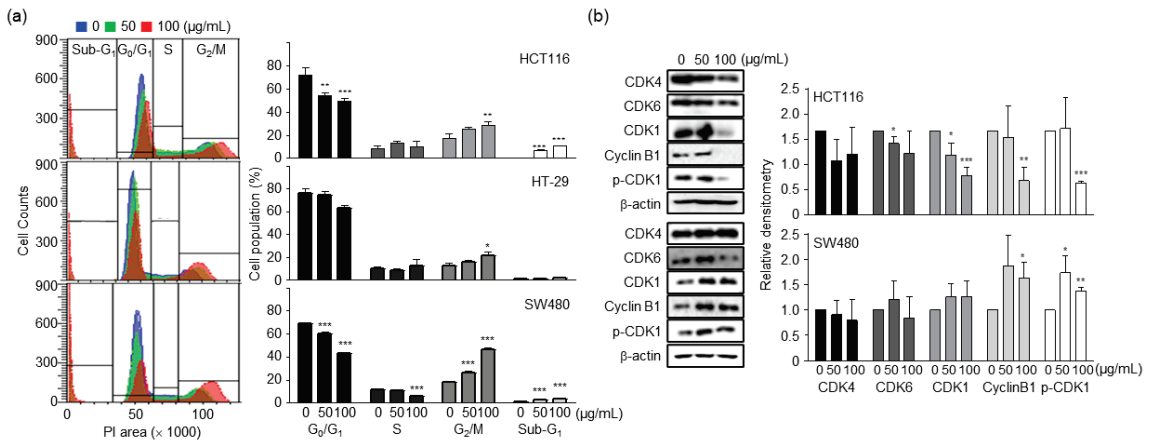 (a)
0 50 100 (μg/mL)
Sub-G1 G0/G1 S G2/M
900
600
300
0
900
600
300
0
900
600
300
0
Cell Counts
0 50 100
PI area (× 1000)
HCT116
80
60
40
20
0
** *** ** *** ***
HT-29
80
60
40
20
0
*
SW480
80
60
40
20
0
*** *** *** *** *** *** ***
Cell population (%)
0 50 100 0 50 100 0 50 100 0 50 100 (μg/mL)
G0/G1 S G2/M Sub-G1
(b)
0 50 100 (μg/mL)
CDK4
CDK6
CDK1
Cyclin B1
p-CDK1
β-actin
CDK4
CDK6
CDK1
Cyclin B1
p-CDK1
β-actin
HCT116
2.5
2.0
1.5
1.0
0.5
0
* * *** ** ***
SW480
2.5
2.0
1.5
1.0
0.5
0
* * **
Relative densitometry
0 50 100 0 50 100 0 50 100 0 50 100 0 50 100 (μg/mL)
CDK4 CDK6 CDK1 CyclinB1 p-CDK1